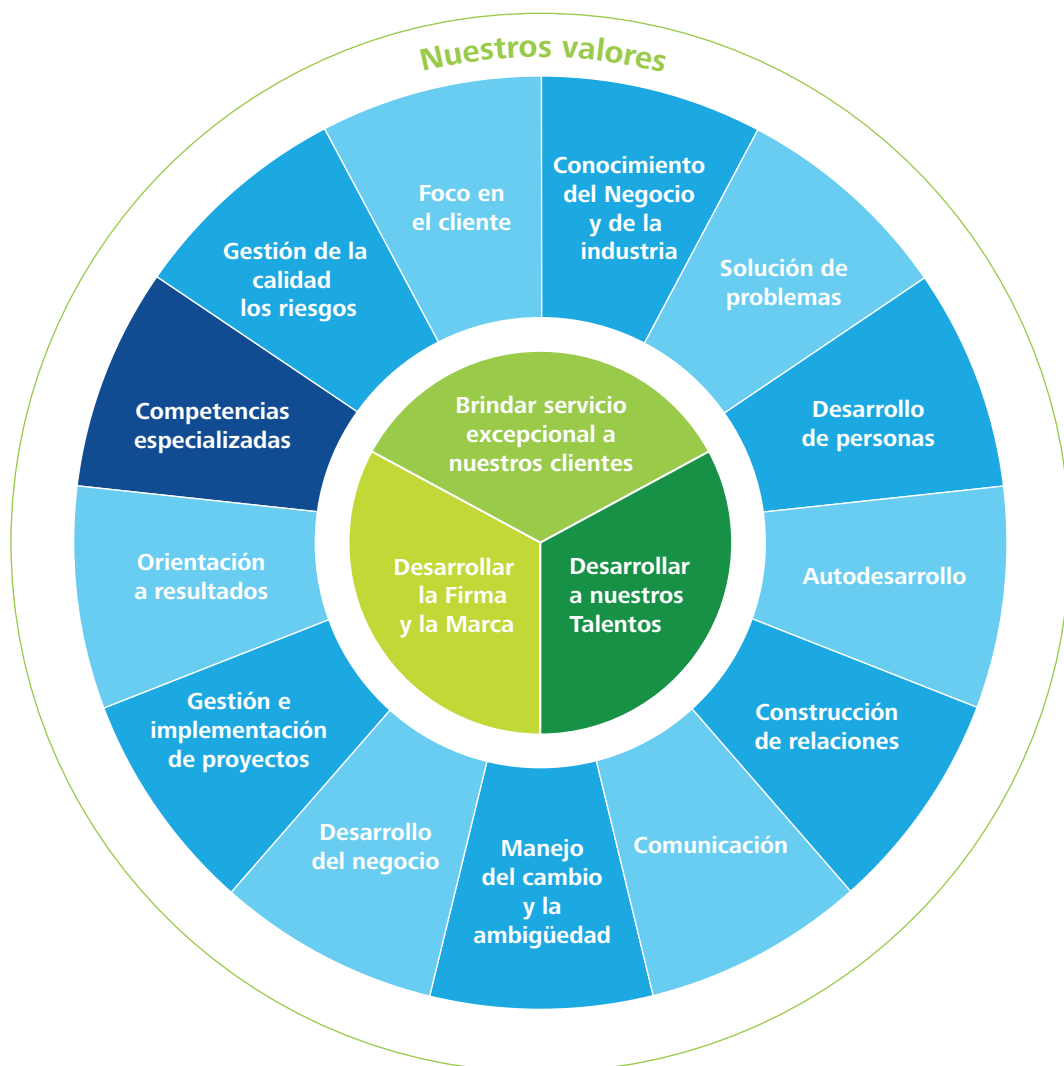 Nuestros valores
Foco en
el cliente
Conocimiento
del Negocio
y de la
industria
Solución de
problemas
Desarrollo
de personas
Autodesarrollo
Construcción
de relaciones
Comunicación
Manejo
del cambio
y la
ambigüedad
Desarrollo
del negocio
Gestión e
implementación
de proyectos
Orientación
a resultados
Competencias
especializadas
Gestión de la
calidad
los riesgos
Brindar servicio
excepcional a
nuestros clientes
Desarrollar
la Firma
y la Marca
Desarrollar
a nuestros
Talentos